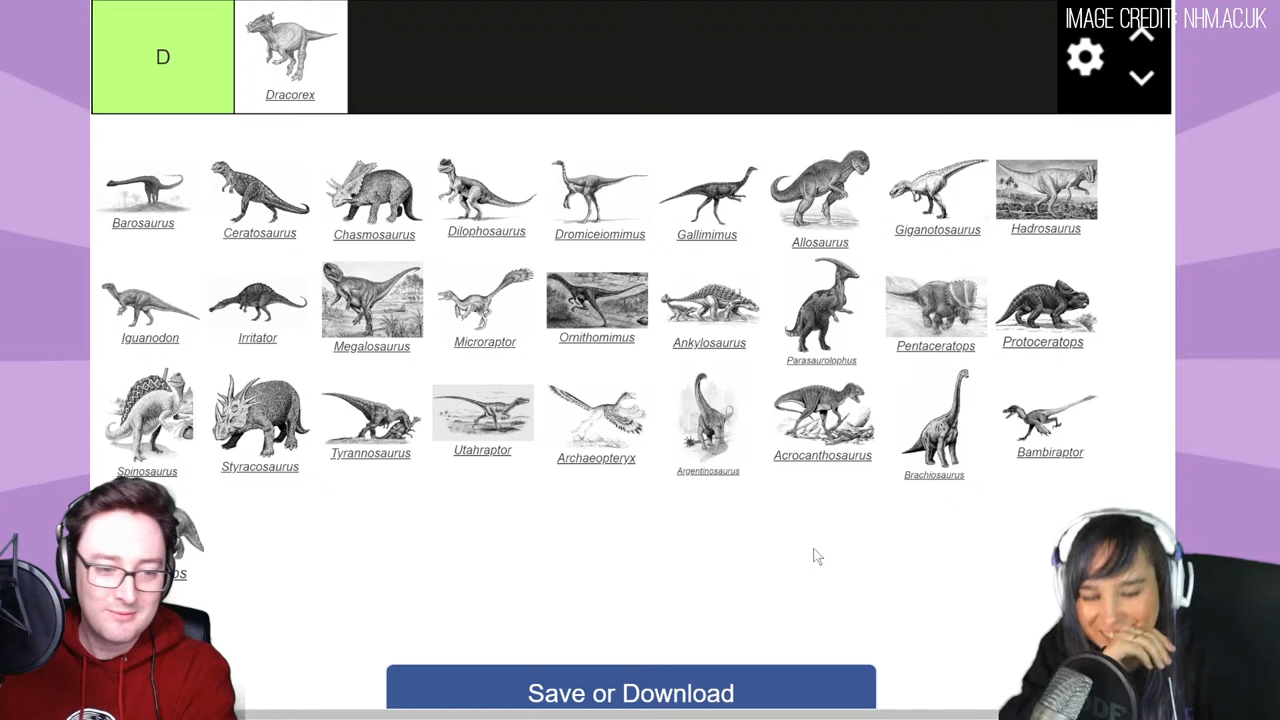 IMAGE CREDIT: NHM.AC.UK
D
Dracorex
Barosaurus
Ceratosaurus
Chasmosaurus
Dilophosaurus
Dromiceiomimus
Gallimimus
Allosaurus
Giganotosaurus
Hadrosaurus
Iguanodon
Irritator
Megalosaurus
Microraptor
Ornithomimus
Ankylosaurus
Parasaurolophus
Pentaceratops
Protoceratops
Spinosaurus
Styracosaurus
Tyrannosaurus
Utahraptor
Archaeopteryx
Argentinosaurus
Acrocanthosaurus
Brachiosaurus
Bambiraptor
os
Save or Download